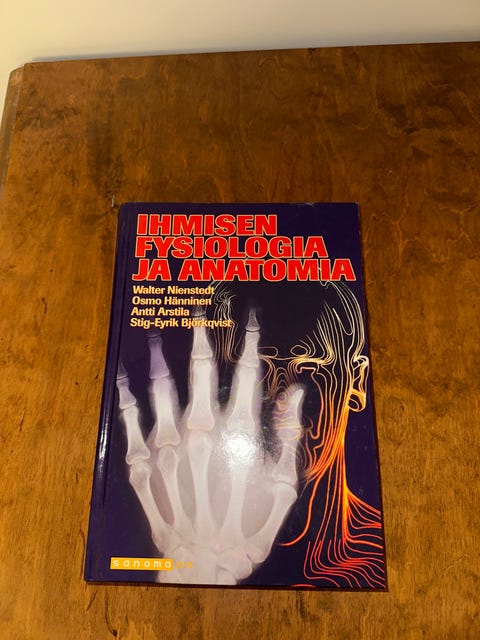 IHMISEN
FYSIOLOGIA
JA ANATOMIA
Walter Nienstedt
Osmo Hänninen
Antti Arstila
Stig-Eyrik Björkqvist
sanoma